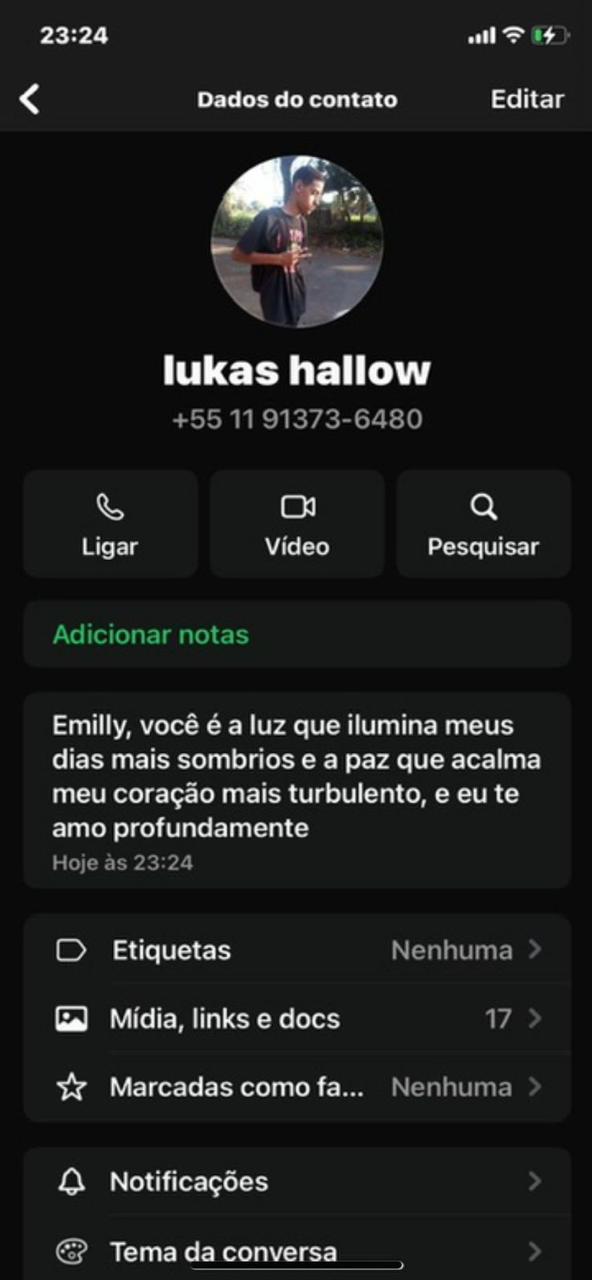 23:24
Dados do contato
Editar
lukas hallow
+55 11 91373-6480
Ligar
Vídeo
Pesquisar
Adicionar notas
Emilly, você é a luz que ilumina meus
dias mais sombrios e a paz que acalma
meu coração mais turbulento, e eu te
amo profundamente
Hoje às 23:24
Etiquetas Nenhuma
Mídia, links e docs 17
Marcadas como fa... Nenhuma
Notificações
Tema da conversa